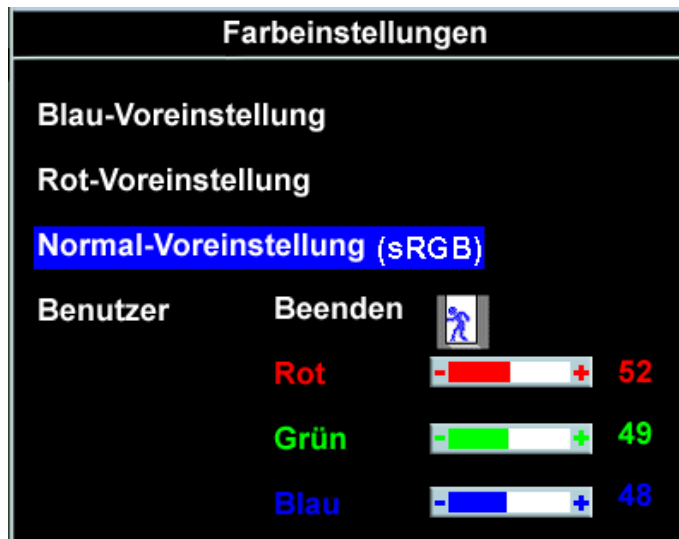 Farbeinstellungen
Blau-Voreinstellung
Rot-Voreinstellung
Normal-Voreinstellung (sRGB)
Benutzer Beenden
Rot - + 52
Grün - + 49
Blau - + 48